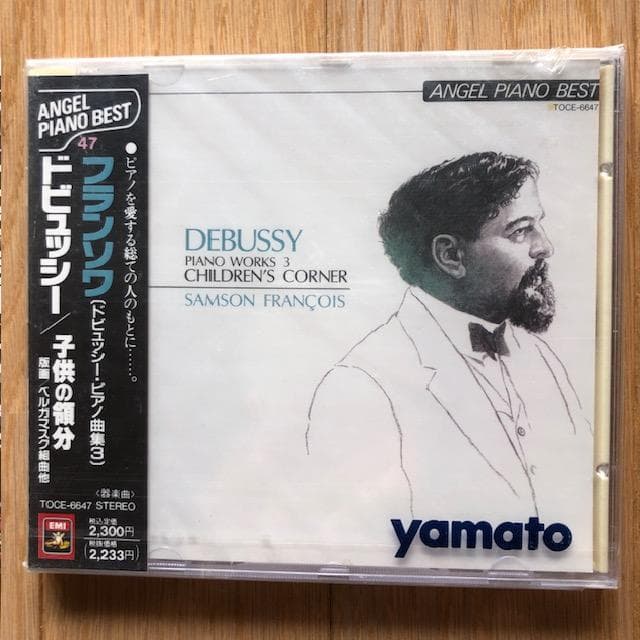 ANGEL
PIANO BEST
47
フランソワ〔ドビュッシー・ピアノ曲集3〕
ドビュッシー/子供の領分
版画 ベルガマスク組曲他
●ピアノを愛する総ての人のもとに……。
〈器楽曲〉
TOCE-6647 STEREO
EMI
税込定価
2,300円
税抜価格
2,233円
ANGEL PIANO BEST
TOCE-6647
DEBUSSY
PIANO WORKS 3
CHILDREN'S CORNER
SAMSON FRANÇOIS
yamato